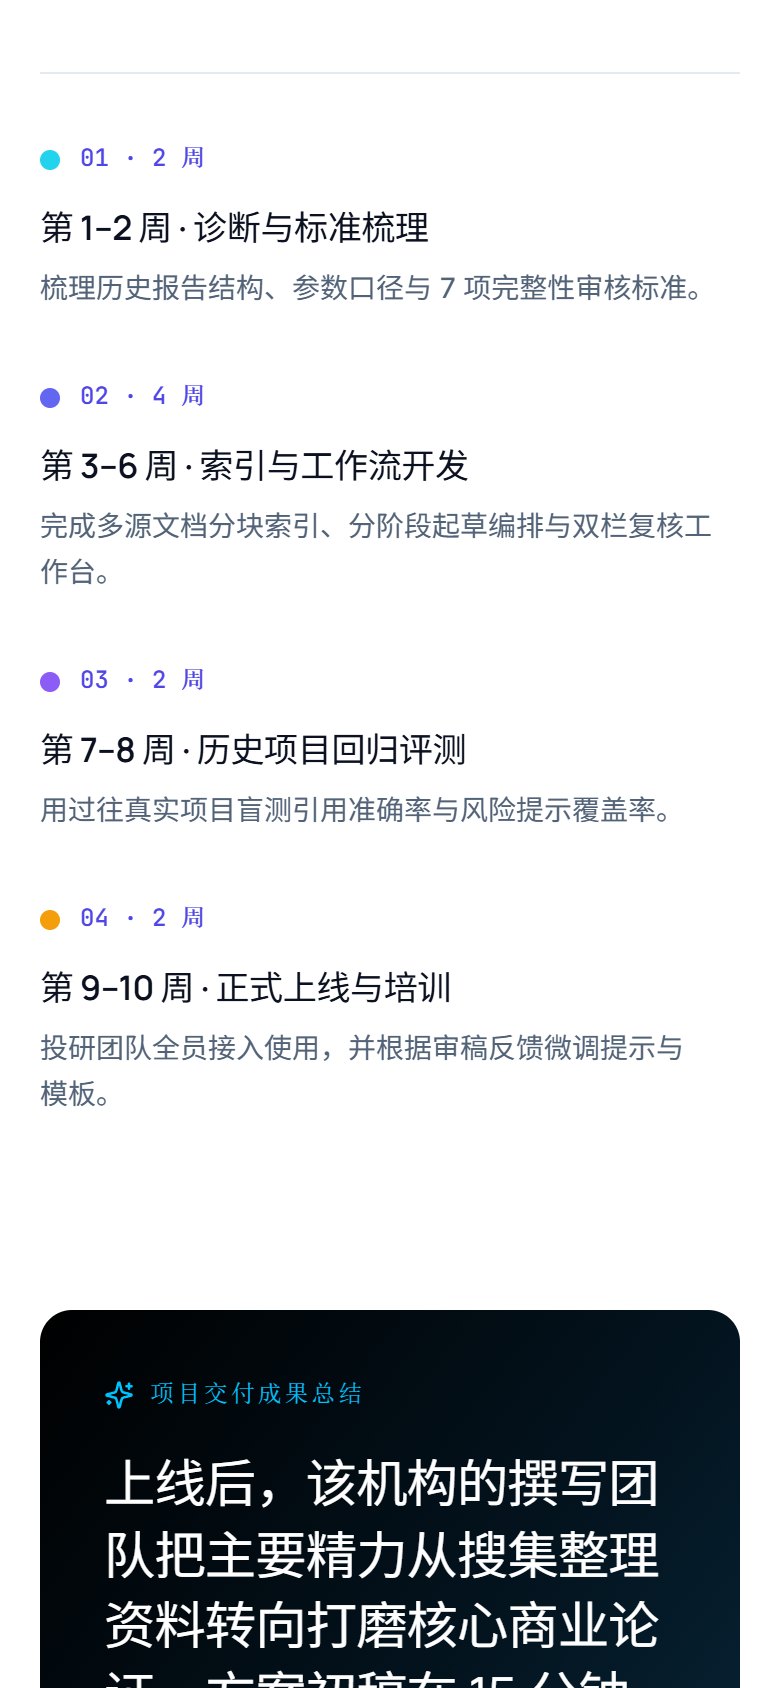 01 · 2 周
第 1–2 周 · 诊断与标准梳理
梳理历史报告结构、参数口径与 7 项完整性审核标准。
02 · 4 周
第 3–6 周 · 索引与工作流开发
完成多源文档分块索引、分阶段起草编排与双栏复核工
作台。
03 · 2 周
第 7–8 周 · 历史项目回归评测
用过往真实项目盲测引用准确率与风险提示覆盖率。
04 · 2 周
第 9–10 周 · 正式上线与培训
投研团队全员接入使用，并根据审稿反馈微调提示与
模板。
项目交付成果总结
上线后，该机构的撰写团
队把主要精力从搜集整理
资料转向打磨核心商业论
证。方案初稿在 15 分钟